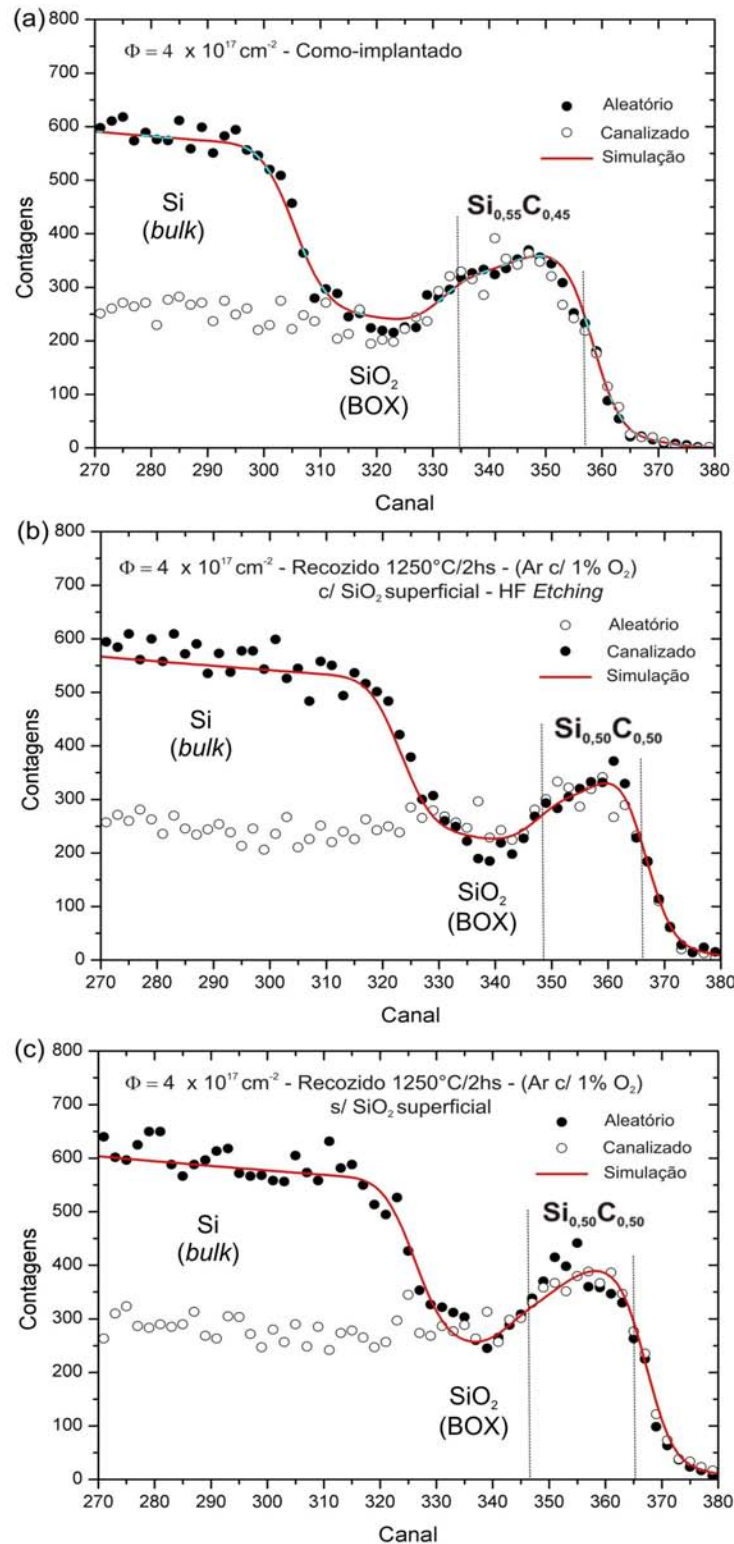 (a)
800
700
600
500
400
300
200
100
0
Φ = 4 x 10¹⁷ cm⁻² - Como-implantado
Aleatório
Canalizado
Simulação
Si
(bulk)
Si₀,₅₅C₀,₄₅
SiO₂
(BOX)
Contagens
270 280 290 300 310 320 330 340 350 360 370 380
Canal
(b)
800
700
600
500
400
300
200
100
0
Φ = 4 x 10¹⁷ cm⁻² - Recozido 1250°C/2hs - (Ar c/ 1% O₂)
c/ SiO₂ superficial - HF Etching
Aleatório
Canalizado
Simulação
Si
(bulk)
Si₀,₅₀C₀,₅₀
SiO₂
(BOX)
Contagens
270 280 290 300 310 320 330 340 350 360 370 380
Canal
(c)
800
700
600
500
400
300
200
100
0
Φ = 4 x 10¹⁷ cm⁻² - Recozido 1250°C/2hs - (Ar c/ 1% O₂)
s/ SiO₂ superficial
Aleatório
Canalizado
Simulação
Si
(bulk)
Si₀,₅₀C₀,₅₀
SiO₂
(BOX)
Contagens
270 280 290 300 310 320 330 340 350 360 370 380
Canal